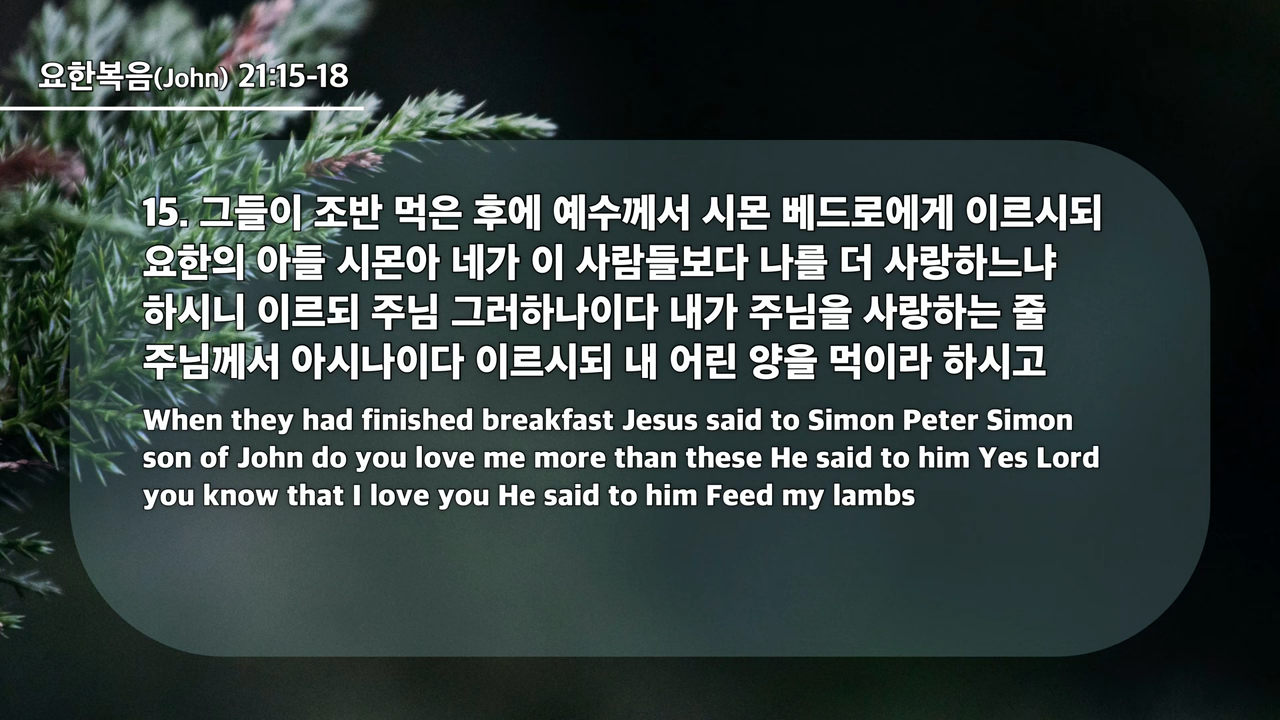 요한복음(John) 21:15-18
15. 그들이 조반 먹은 후에 예수께서 시몬 베드로에게 이르시되
요한의 아들 시몬아 네가 이 사람들보다 나를 더 사랑하느냐
하시니 이르되 주님 그러하나이다 내가 주님을 사랑하는 줄
주님께서 아시나이다 이르시되 내 어린 양을 먹이라 하시고
When they had finished breakfast Jesus said to Simon Peter Simon
son of John do you love me more than these He said to him Yes Lord
you know that I love you He said to him Feed my lambs